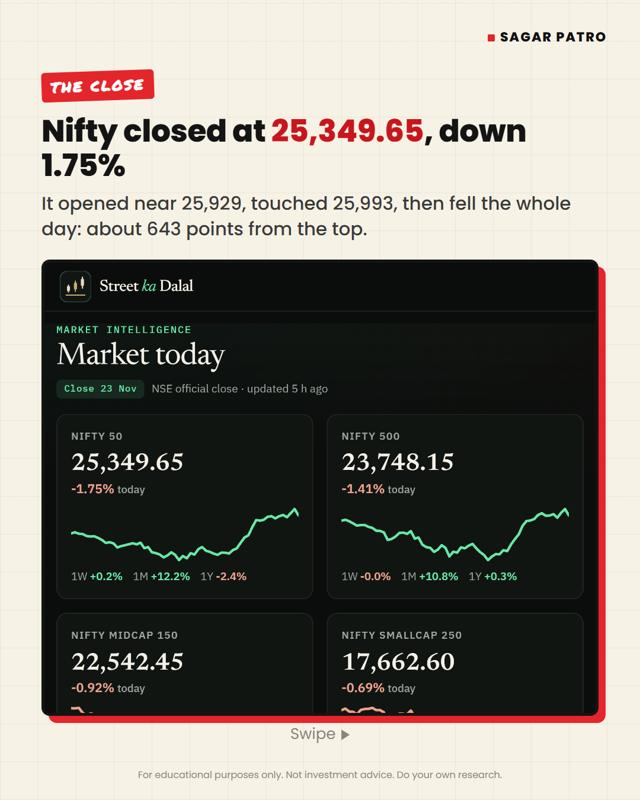 SAGAR PATRO
THE CLOSE
Nifty closed at 25,349.65, down
1.75%
It opened near 25,929, touched 25,993, then fell the whole
day: about 643 points from the top.
Street ka Dalal
MARKET INTELLIGENCE
Market today
Close 23 Nov NSE official close · updated 5 h ago
NIFTY 50
25,349.65
-1.75% today
1W +0.2% 1M +12.2% 1Y -2.4%
NIFTY 500
23,748.15
-1.41% today
1W -0.0% 1M +10.8% 1Y +0.3%
NIFTY MIDCAP 150
22,542.45
-0.92% today
NIFTY SMALLCAP 250
17,662.60
-0.69% today
Swipe ▶
For educational purposes only. Not investment advice. Do your own research.